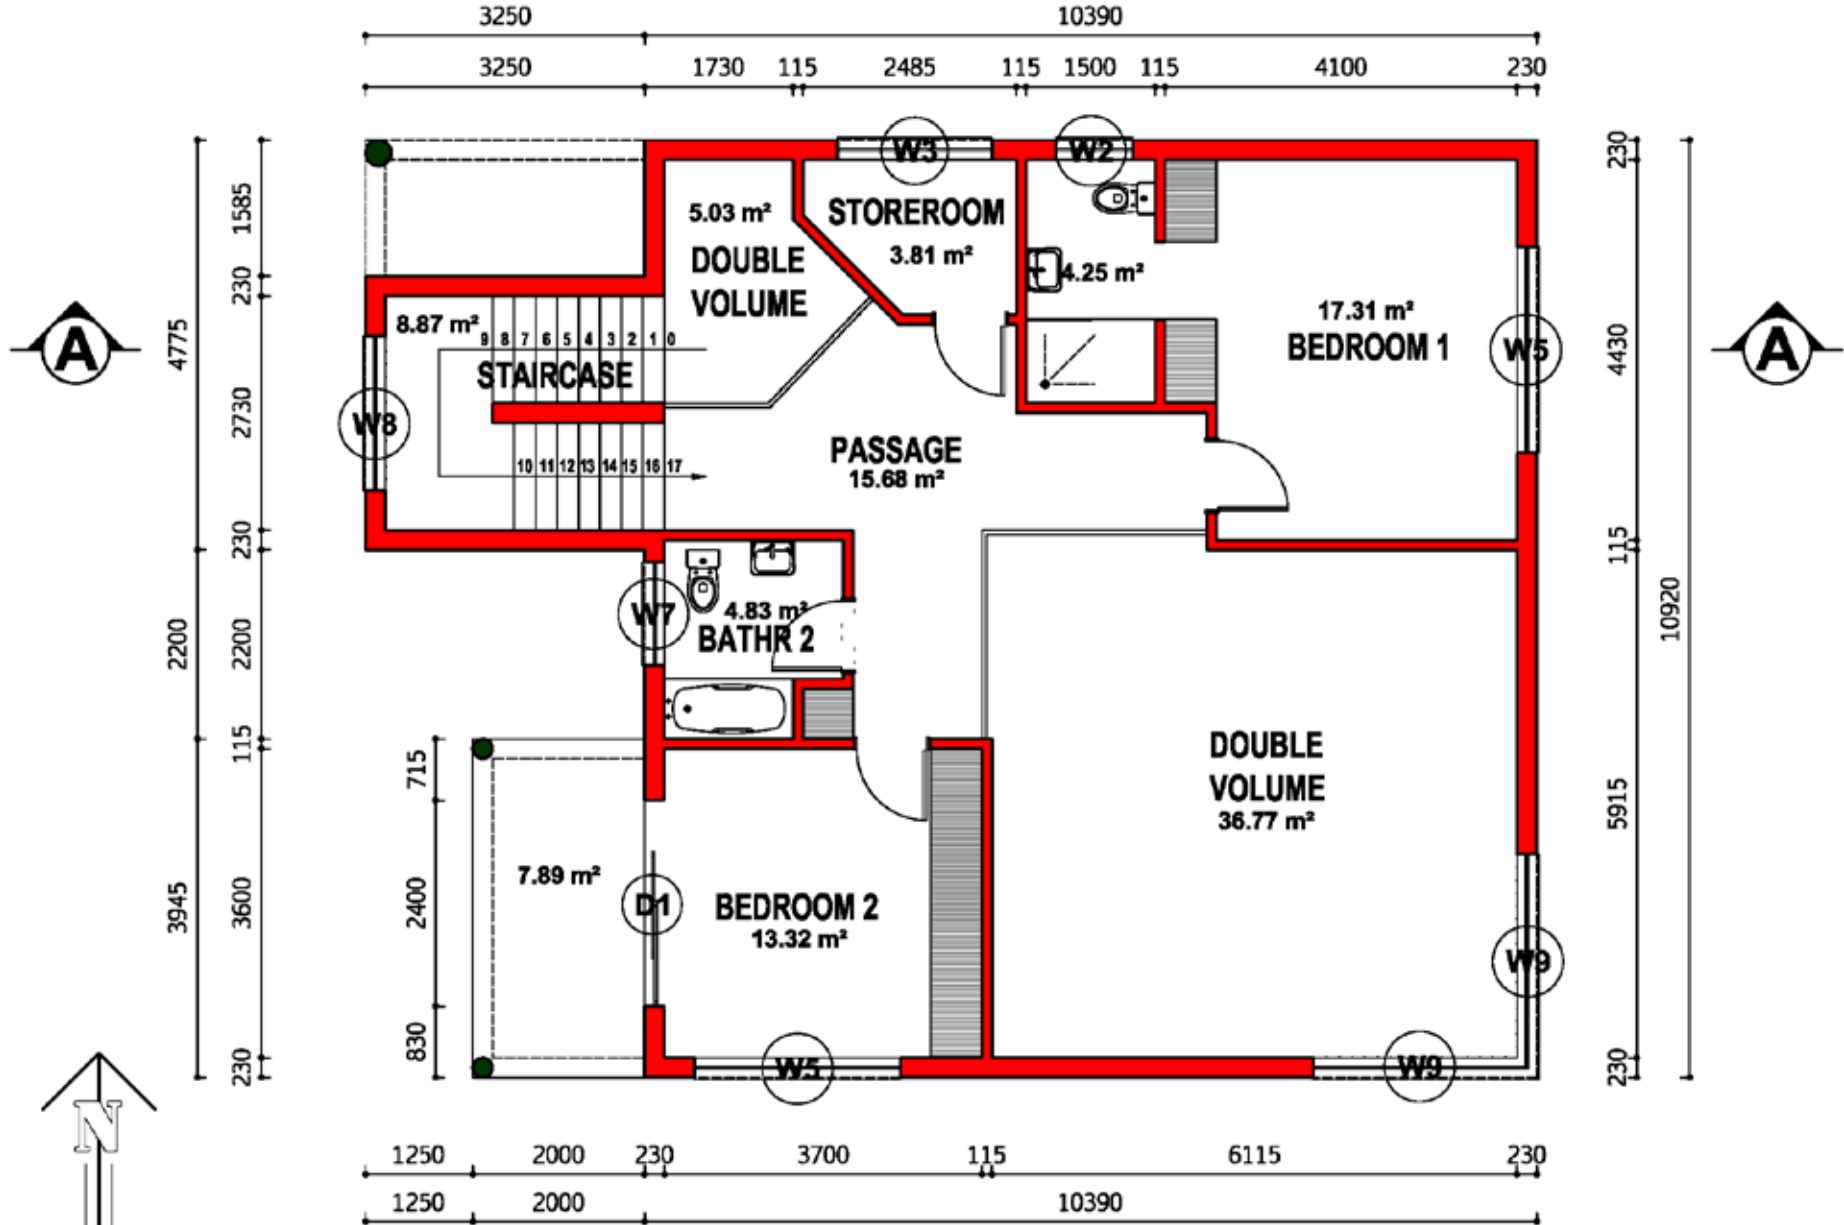 3250 10390
3250 1730 115 2485 115 1500 115 4100 230
W3 W2
5.03 m² STOREROOM
3.81 m²
DOUBLE
VOLUME
4.25 m²
17.31 m²
BEDROOM 1
W5
A A
8.87 m²
9 8 7 6 5 4 3 2 1 0
STAIRCASE
W8
10 11 12 13 14 15 16 17
PASSAGE
15.68 m²
W7
4.83 m²
BATHR 2
DOUBLE
VOLUME
36.77 m²
7.89 m²
D1
BEDROOM 2
13.32 m²
W9
W5 W9
4775
2200
3945
1585
230
2730
230
2200
115
3600
230
715
2400
830
230
4430
115
5915
230
10920
N
1250 2000 230 3700 115 6115 230
1250 2000 10390